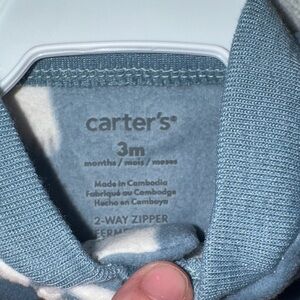 carter's®
3m
months / mois / meses
Made in Cambodia
Fabriqué au Cambodge
Hecho en Camboya
2-WAY ZIPPER